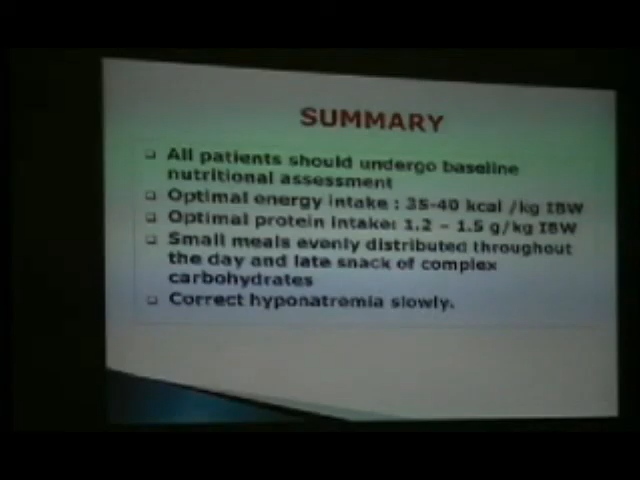 SUMMARY
❑ All patients should undergo baseline
nutritional assessment
❑ Optimal energy intake : 35-40 kcal /kg IBW
❑ Optimal protein intake: 1.2 – 1.5 g/kg IBW
❑ Small meals evenly distributed throughout
the day and late snack of complex
carbohydrates
❑ Correct hyponatremia slowly.